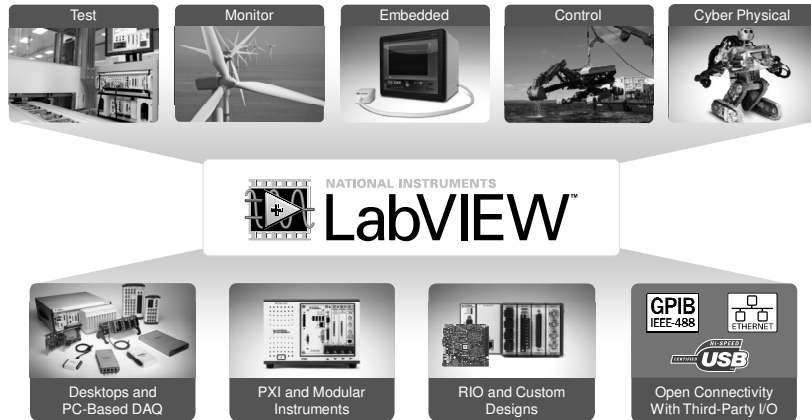 Test
Monitor
Embedded
Control
Cyber Physical
NATIONAL INSTRUMENTS
LabVIEW™
GPIB
IEEE-488
ETHERNET
HI-SPEED
CERTIFIED USB
Desktops and
PC-Based DAQ
PXI and Modular
Instruments
RIO and Custom
Designs
Open Connectivity
With Third-Party I/O